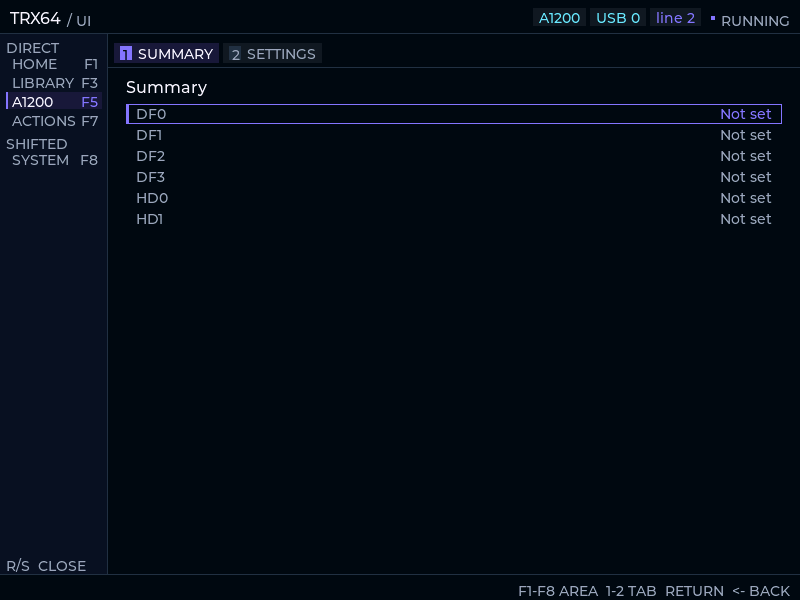 TRX64 / UI A1200 USB 0 line 2 RUNNING
1 SUMMARY 2 SETTINGS
DIRECT
HOME F1
LIBRARY F3
A1200 F5
ACTIONS F7
SHIFTED
SYSTEM F8
Summary
DF0 Not set
DF1 Not set
DF2 Not set
DF3 Not set
HD0 Not set
HD1 Not set
R/S CLOSE
F1-F8 AREA 1-2 TAB RETURN <- BACK